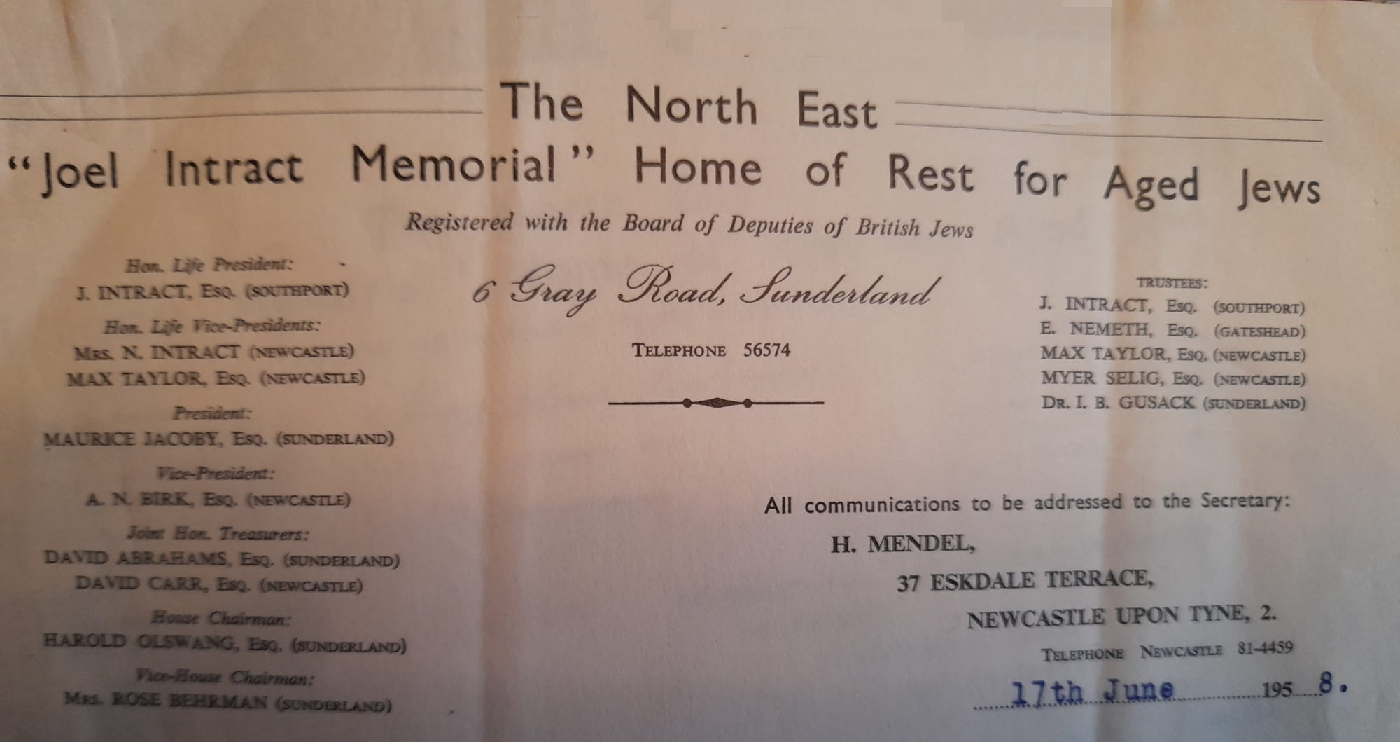 The North East
“Joel Intract Memorial” Home of Rest for Aged Jews
Registered with the Board of Deputies of British Jews
Hon. Life President:
J. INTRACT, Esq. (SOUTHPORT)
Hon. Life Vice-Presidents:
Mrs. N. INTRACT (NEWCASTLE)
MAX TAYLOR, Esq. (NEWCASTLE)
President:
MAURICE JACOBY, Esq. (SUNDERLAND)
Vice-President:
A. N. BIRK, Esq. (NEWCASTLE)
Joint Hon. Treasurers:
DAVID ABRAHAMS, Esq. (SUNDERLAND)
DAVID CARR, Esq. (NEWCASTLE)
House Chairman:
HAROLD OLSWANG, Esq. (SUNDERLAND)
Vice-House Chairman:
Mrs. ROSE BEHRMAN (SUNDERLAND)
6 Gray Road, Sunderland
TELEPHONE 56574
TRUSTEES:
J. INTRACT, Esq. (SOUTHPORT)
E. NEMETH, Esq. (GATESHEAD)
MAX TAYLOR, Esq. (NEWCASTLE)
MYER SELIG, Esq. (NEWCASTLE)
Dr. I. B. GUSACK (SUNDERLAND)
All communications to be addressed to the Secretary:
H. MENDEL,
37 ESKDALE TERRACE,
NEWCASTLE UPON TYNE, 2.
TELEPHONE NEWCASTLE 81-4459
17th June 195 8.